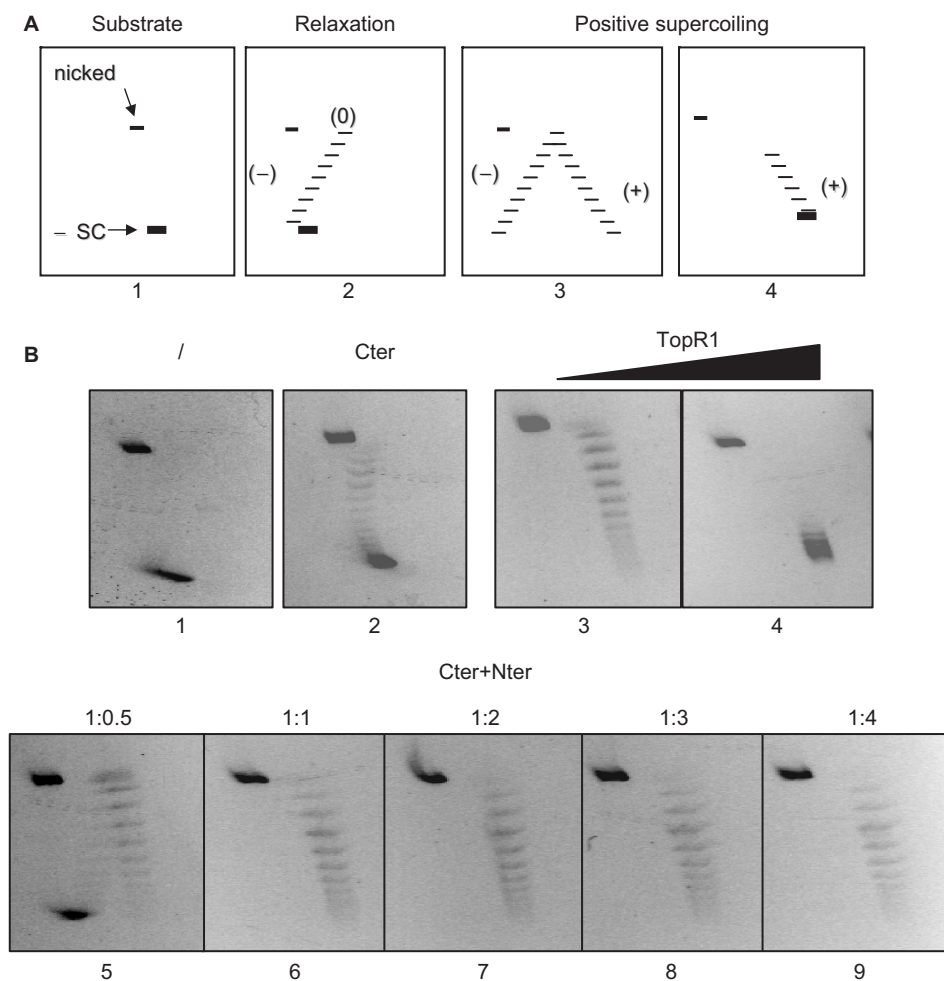 A Substrate Relaxation Positive supercoiling
nicked
(0)
(–) (–) (+) (+)
– SC
1 2 3 4
TopR1
B / Cter
1 2 3 4
Cter+Nter
1:0.5 1:1 1:2 1:3 1:4
5 6 7 8 9